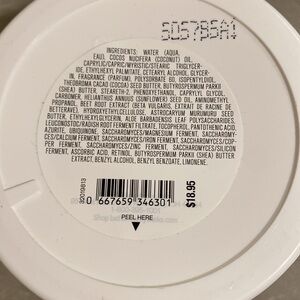 6D57B5A1
INGREDIENTS: WATER (AQUA,
EAU), COCOS NUCIFERA (COCONUT) OIL,
CAPRYLIC/CAPRIC/MYRISTIC/STEARIC TRIGLYCER-
IDE, ETHYLHEXYL PALMITATE, CETEARYL ALCOHOL, GLYCER-
IN, FRAGRANCE (PARFUM), POLYSORBATE 60, ISOPENTYLDIOL,
THEOBROMA CACAO (COCOA) SEED BUTTER, BUTYROSPERMUM PARKII
(SHEA) BUTTER, STEARETH-2, PHENOXYETHANOL, CAPRYLYL GLYCOL,
CARBOMER, HELIANTHUS ANNUUS (SUNFLOWER) SEED OIL, AMINOMETHYL
PROPANOL, BEET ROOT EXTRACT (BETA VULGARIS, EXTRAIT DE RACINE DE
BETTERAVE), HYDROXYETHYLCELLULOSE, ASTROCARYUM MURUMURU SEED
BUTTER, ETHYLHEXYLGLYCERIN, ALOE BARBADENSIS LEAF POLYSACCHARIDES,
LEUCONOSTOC/RADISH ROOT FERMENT FILTRATE, TOCOPHEROL, PANTOTHENIC ACID,
AZURITE, UBIQUINONE, SACCHAROMYCES/MAGNESIUM FERMENT, SACCHAROMY-
CES/COPPER FERMENT, SACCHAROMYCES/IRON FERMENT, SACCHAROMYCES/COP-
PER FERMENT, SACCHAROMYCES/ZINC FERMENT, SACCHAROMYCES/SILICON
FERMENT, ASCORBIC ACID, RETINOL, BUTYROSPERMUM PARKII (SHEA) BUTTER
EXTRACT, BENZYL ALCOHOL, BENZYL BENZOATE, LIMONENE.
82019813
0 667659 346301
$18.95
PEEL HERE